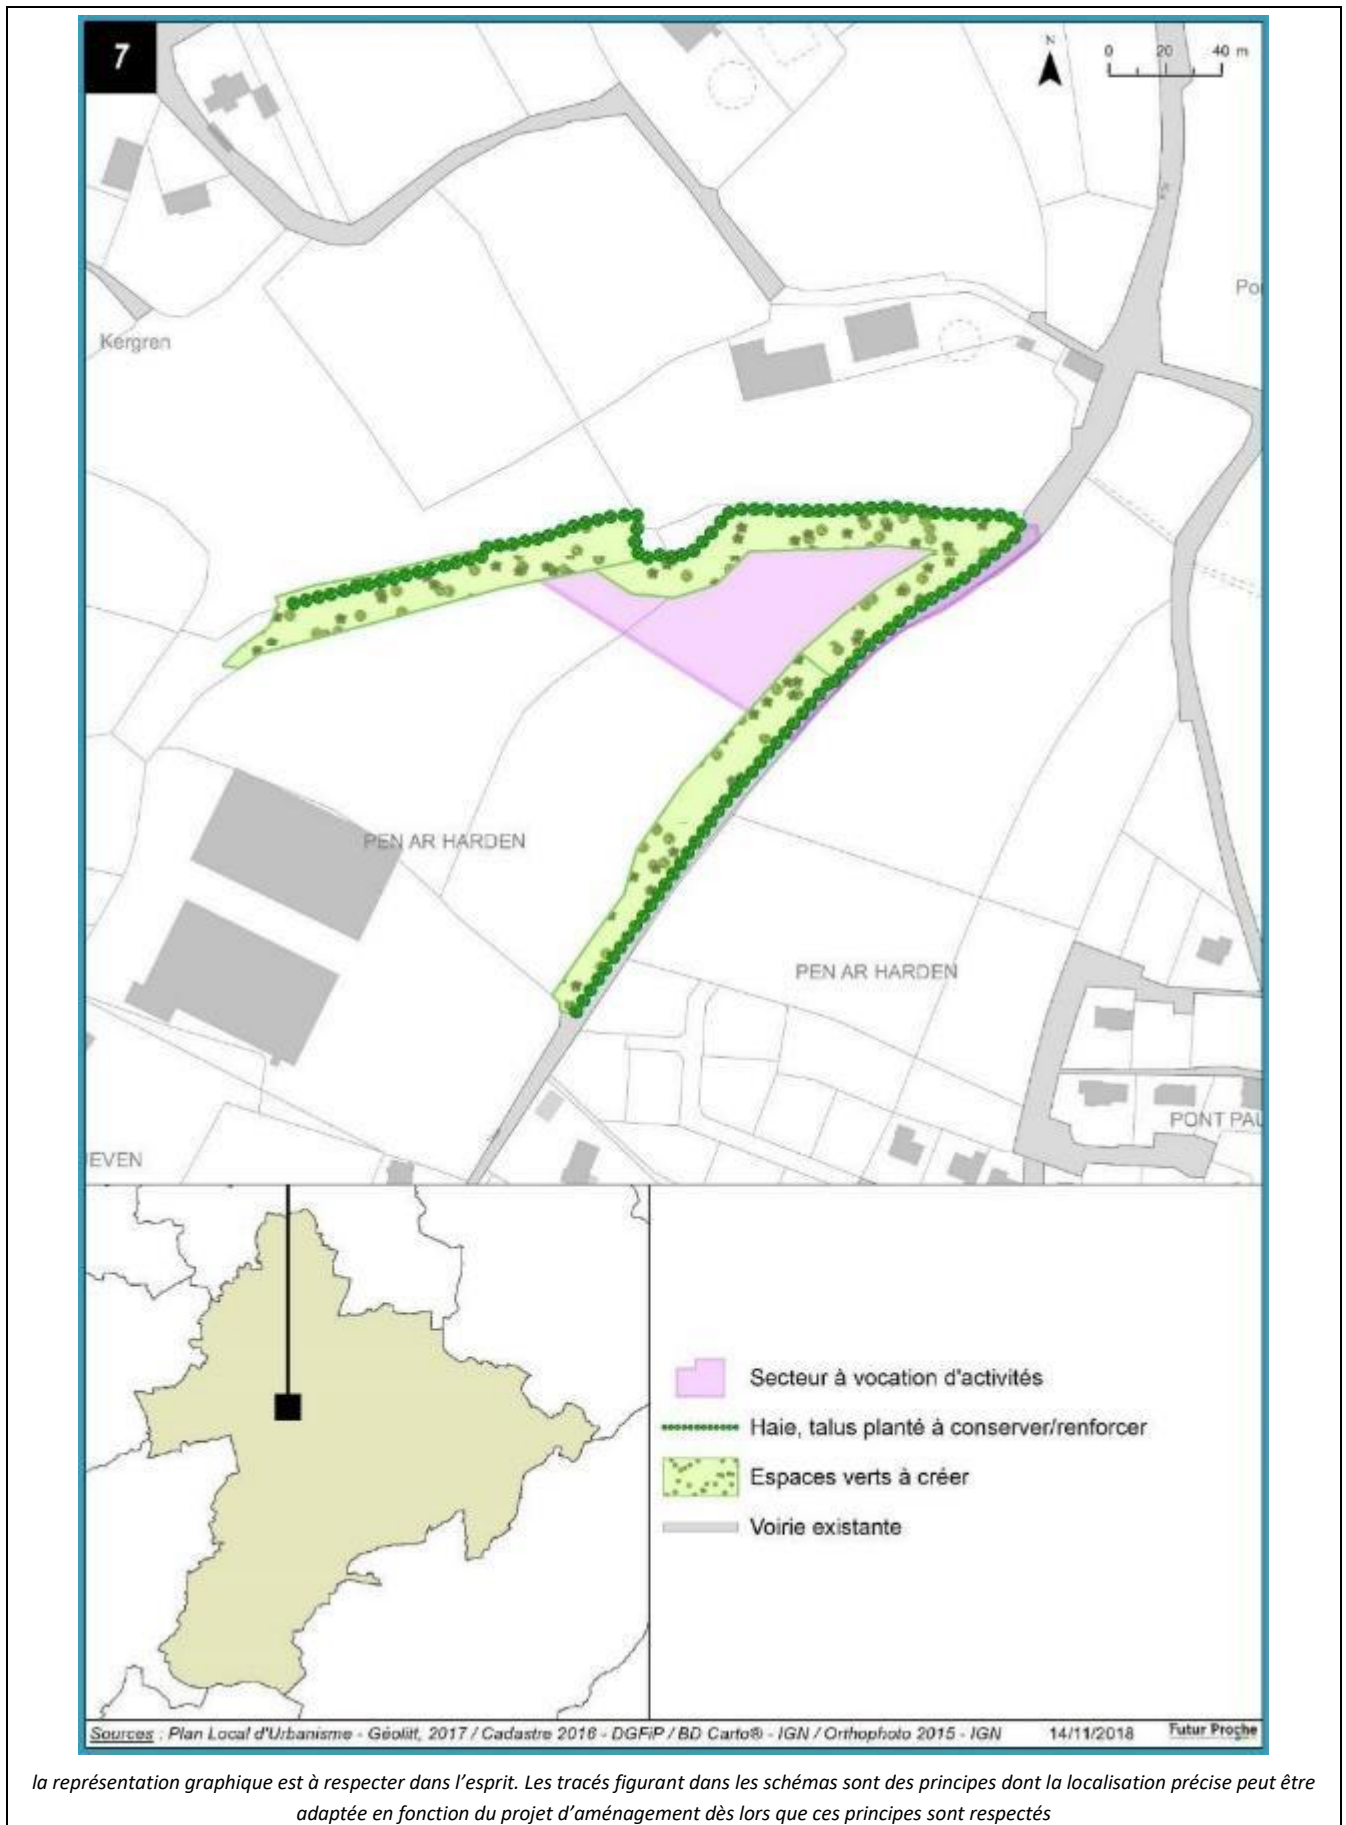 7
N
0 20 40 m
Kergren
PEN AR HARDEN
PEN AR HARDEN
PONT PAU
EVEN
Secteur à vocation d'activités
Haie, talus planté à conserver/renforcer
Espaces verts à créer
Voirie existante
Sources : Plan Local d'Urbanisme - Géolitt, 2017 / Cadastre 2016 - DGFiP / BD Carto® - IGN / Orthophoto 2015 - IGN 14/11/2018 Futur Proche
la représentation graphique est à respecter dans l'esprit. Les tracés figurant dans les schémas sont des principes dont la localisation précise peut être
adaptée en fonction du projet d'aménagement dès lors que ces principes sont respectés